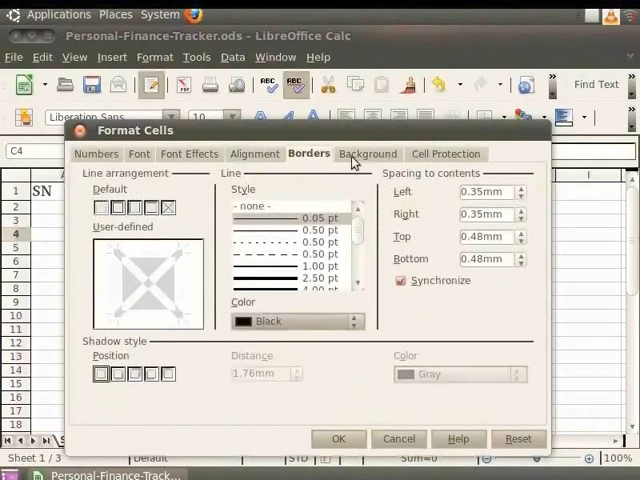 Applications Places System
Personal-Finance-Tracker.ods - LibreOffice Calc
File Edit View Insert Format Tools Data Window Help
ABC ABC Find Text
Liberation Sans 10
Format Cells
C4
Numbers Font Font Effects Alignment Borders Background Cell Protection
Line arrangement Line Spacing to contents
Default Style Left 0.35mm
- none -
0.05 pt Right 0.35mm
User-defined 0.50 pt
0.50 pt Top 0.48mm
0.50 pt Bottom 0.48mm
1.00 pt
2.50 pt Synchronize
4.00 pt
Color
Black
Shadow style
Position Distance Color
1.76mm Gray
OK Cancel Help Reset
I
1 SN
2
3
4
5
6
7
8
9
10
11
12
13
14
15
16
17
18
Sheet 1 / 3 Default STD Sum=0 100%
Personal-Finance-Track...